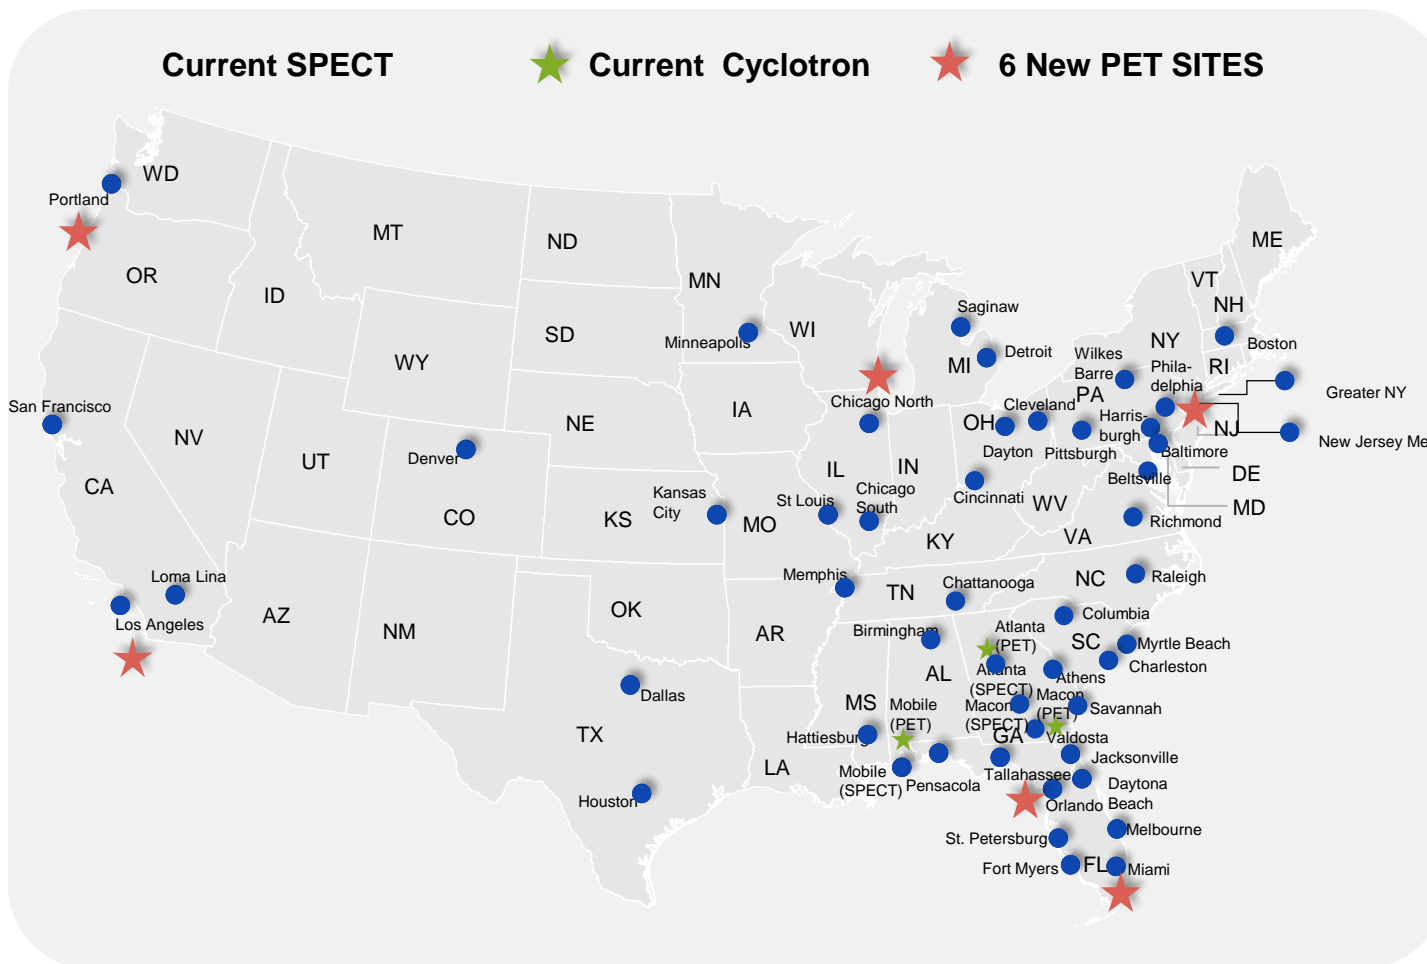 Current SPECT
Current Cyclotron
6 New PET SITES
WD
Portland
MT
ND
ME
OR
ID
MN
VT
NH
Saginaw
SD
Minneapolis
WI
NY
Boston
WY
MI
Detroit
Wilkes
Barre
Phila-
delphia
RI
PA
Greater NY
San Francisco
NV
NE
IA
Chicago North
OH
Cleveland
Harris-
burgh
NJ
New Jersey Me
UT
Denver
Dayton
Pittsburgh
Baltimore
CA
IL
IN
Cincinnati
Beltsville
DE
CO
KS
Kansas
City
MO
St Louis
Chicago
South
WV
MD
Richmond
KY
VA
Loma Lina
Los Angeles
Memphis
Chattanooga
NC
Raleigh
AZ
NM
OK
AR
TN
Columbia
Birmingham
Atlanta
(PET)
SC
Myrtle Beach
Charleston
AL
Atlanta
(SPECT)
Athens
Dallas
MS
Mobile
(PET)
Macon
(SPECT)
Macon
(PET)
Savannah
TX
Hattiesburg
GA
Valdosta
LA
Mobile
(SPECT)
Pensacola
Tallahassee
Jacksonville
Houston
Orlando
Daytona
Beach
St. Petersburg
Melbourne
Fort Myers
FL
Miami